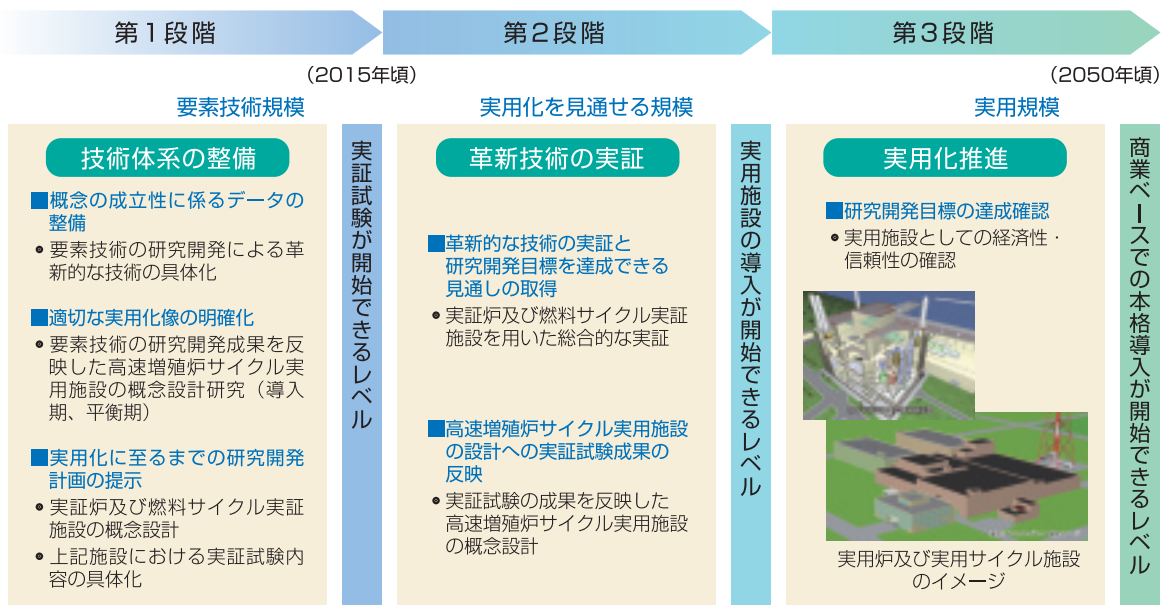 第1段階
第2段階
第3段階
(2015年頃)
(2050年頃)
要素技術規模
技術体系の整備
■概念の成立性に係るデータの
整備
要素技術の研究開発による革
新的な技術の具体化
■適切な実用化像の明確化
要素技術の研究開発成果を反
映した高速増殖炉サイクル実
用施設の概念設計研究(導入
期、平衡期)
■実用化に至るまでの研究開発
計画の提示
実証炉及び燃料サイクル実証
施設の概念設計
上記施設における実証試験内
容の具体化
実証試験が開始できるレベル
実用化を見通せる規模
革新技術の実証
■革新的な技術の実証と
研究開発目標を達成できる
見通しの取得
実証炉及び燃料サイクル実証
施設を用いた総合的な実証
■高速増殖炉サイクル実用施設
の設計への実証試験成果の
反映
実証試験の成果を反映した
高速増殖炉サイクル実用施設
の概念設計
実用施設の導入が開始できるレベル
実用規模
実用化推進
■研究開発目標の達成確認
実用施設としての経済性・
信頼性の確認
実用炉及び実用サイクル施設
のイメージ
商業ベースでの本格導入が開始できるレベル